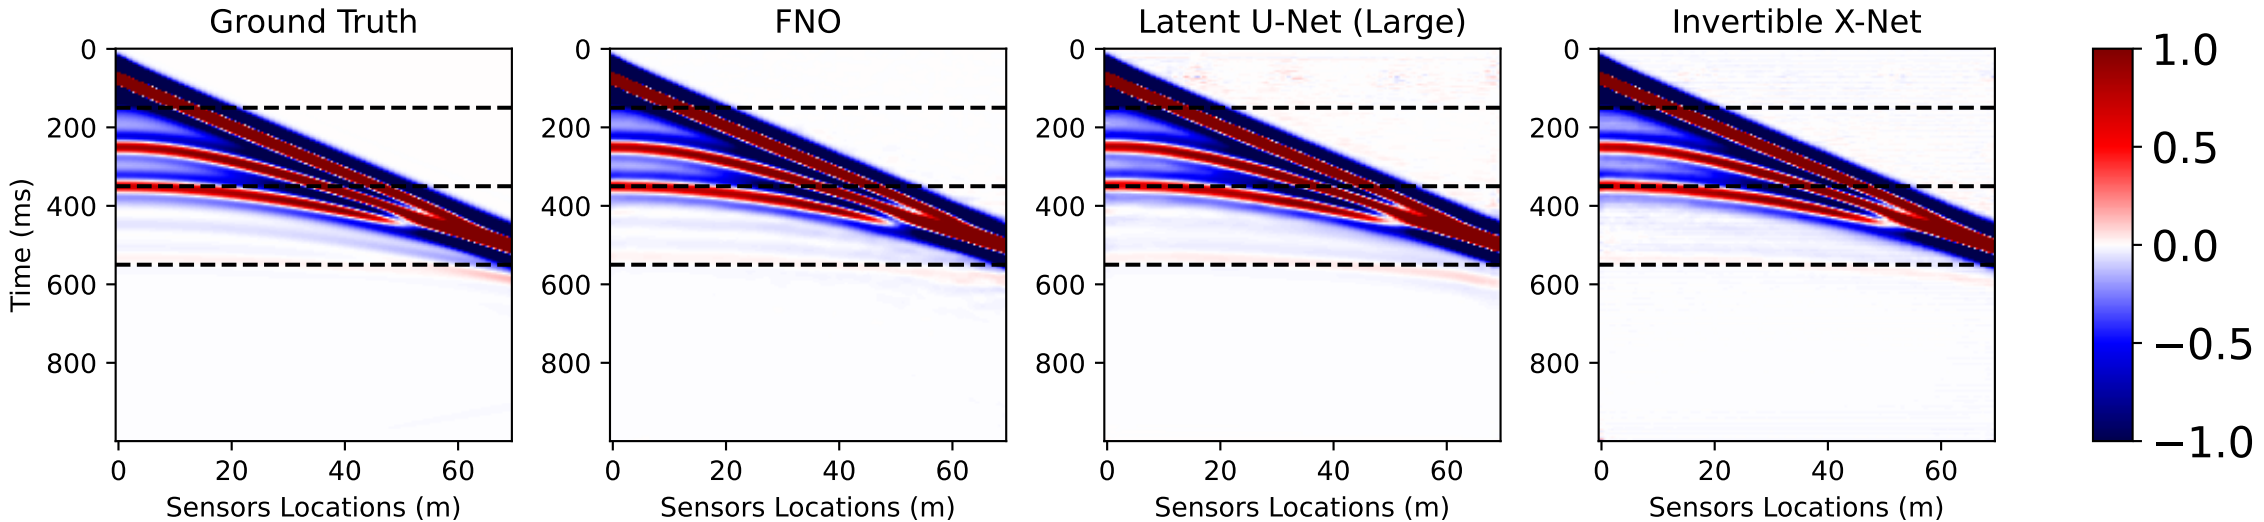 Ground Truth
FNO
Latent U-Net (Large)
Invertible X-Net
Time (ms)
0
200
400
600
800
0 20 40 60
Sensors Locations (m)
0
200
400
600
800
0 20 40 60
Sensors Locations (m)
0
200
400
600
800
0 20 40 60
Sensors Locations (m)
0
200
400
600
800
0 20 40 60
Sensors Locations (m)
1.0
0.5
0.0
−0.5
−1.0